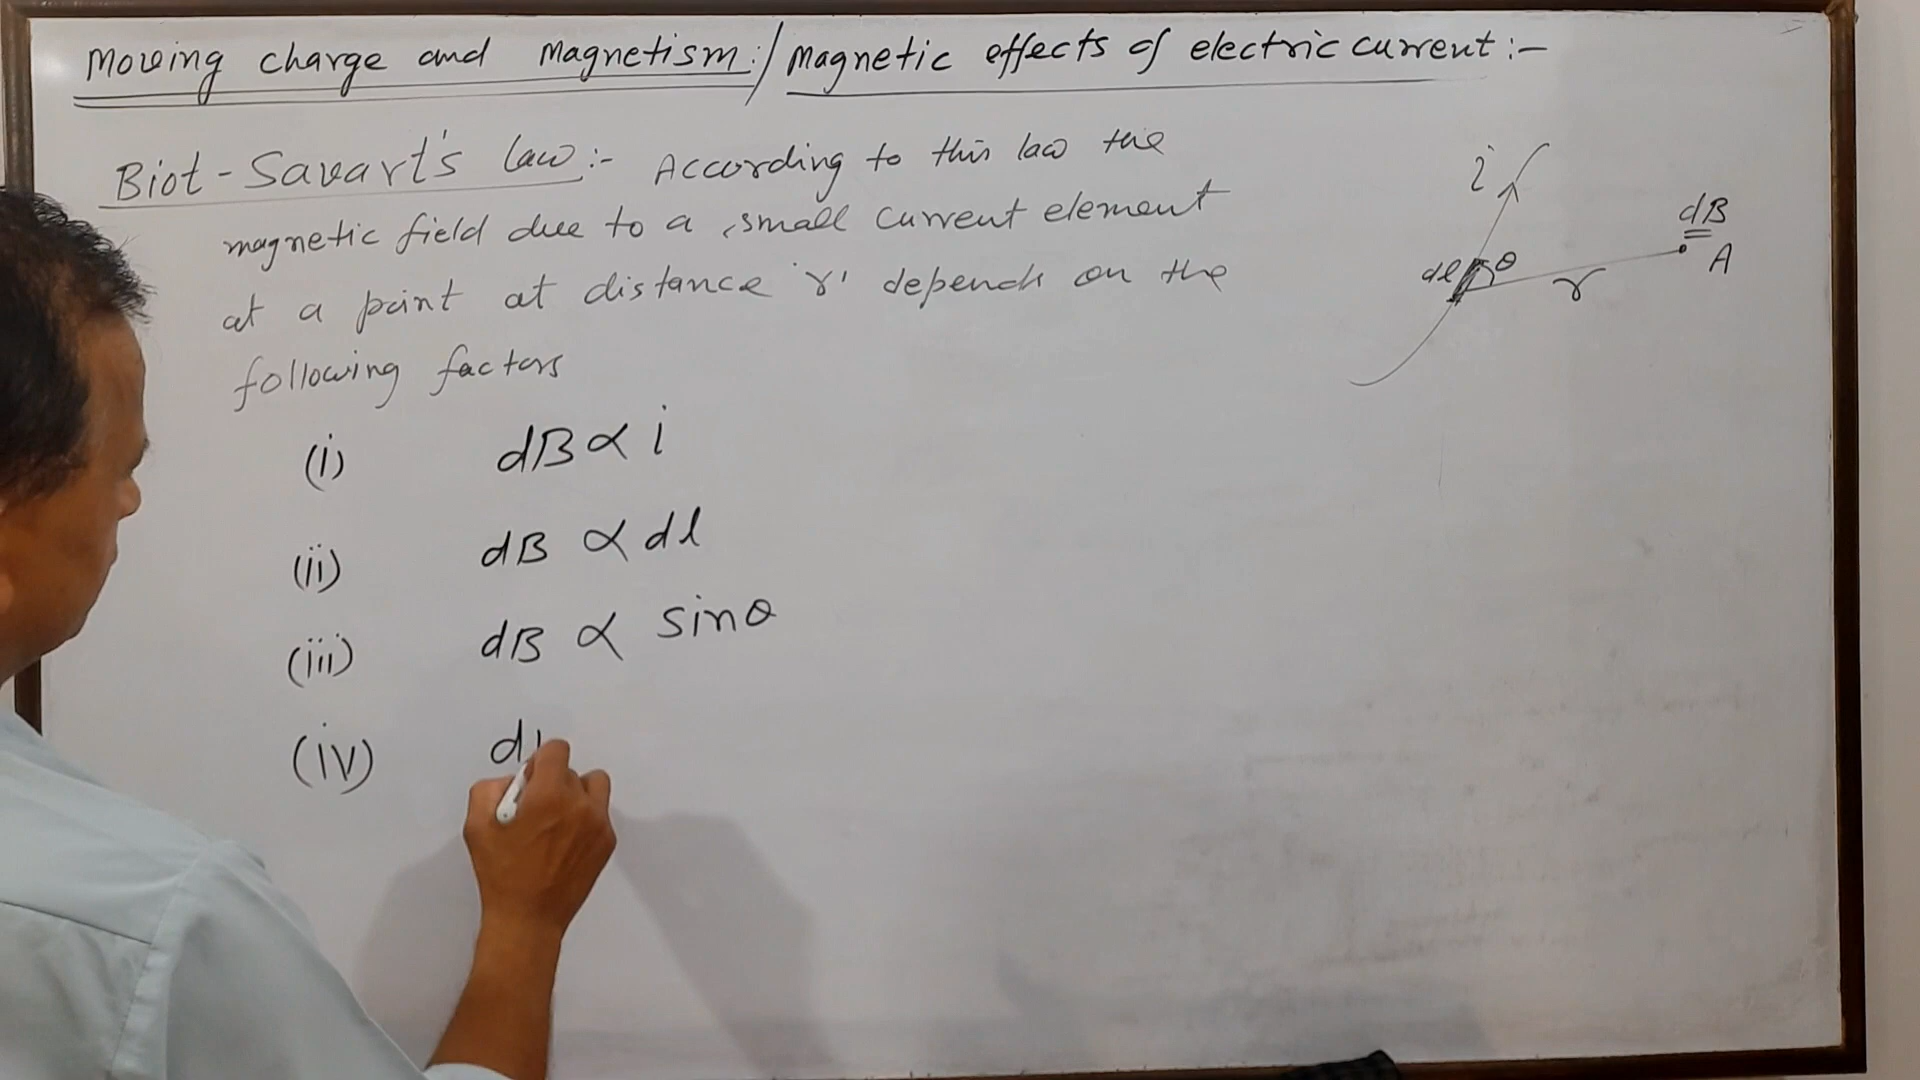 Moving charge and Magnetism:/Magnetic effects of electric current:-
Biot-Savart's law:- According to this law the
magnetic field due to a small current element
at a point at distance 'r' depends on the
following factors
(i) dB ∝ i
(ii) dB ∝ dl
(iii) dB ∝ sinθ
(iv) d
i
dB
A
dl θ
r